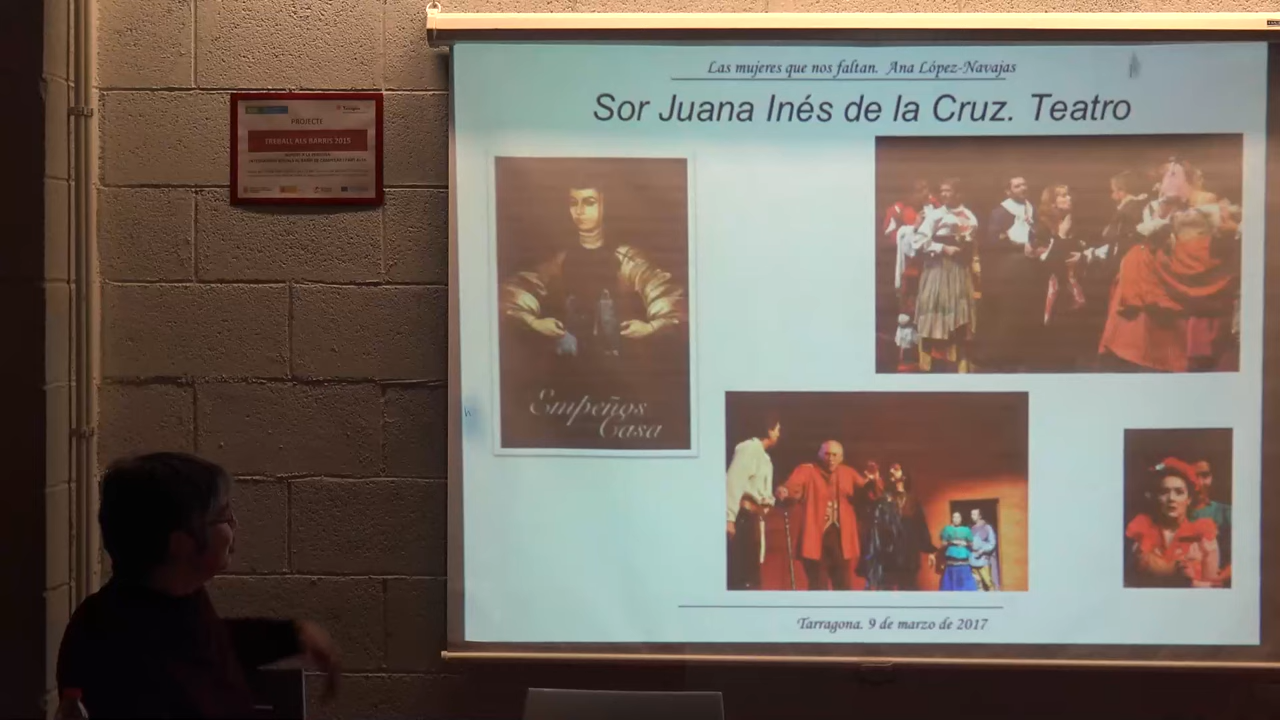 Las mujeres que nos faltan. Ana López-Navajas
Sor Juana Inés de la Cruz. Teatro
PROJECTE
TREBALL ALS BARRIS 2015
Empeños
Casa
Tarragona. 9 de marzo de 2017